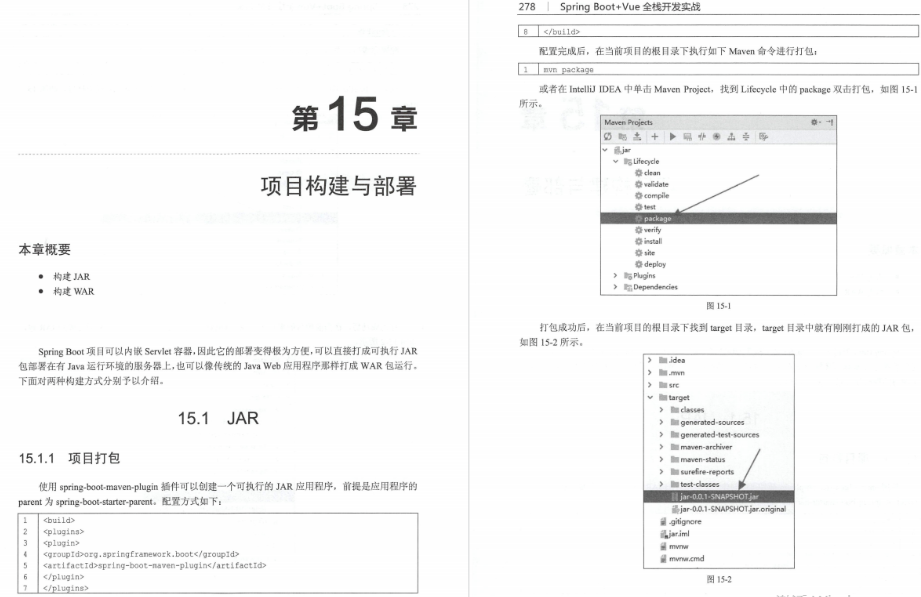 第 15 章
项目构建与部署
本章概要
● 构建 JAR
● 构建 WAR
Spring Boot 项目可以内嵌 Servlet 容器，因此它的部署变得极为方便，可以直接打成可执行 JAR
包部署在有 Java 运行环境的服务器上，也可以像传统的 Java Web 应用程序那样打成 WAR 包运行。
下面对两种构建方式分别予以介绍。
15.1 JAR
15.1.1 项目打包
使用 spring-boot-maven-plugin 插件可以创建一个可执行的 JAR 应用程序，前提是应用程序的
parent 为 spring-boot-starter-parent。配置方式如下：
1 <build>
2 <plugins>
3 <plugin>
4 <groupId>org.springframework.boot</groupId>
5 <artifactId>spring-boot-maven-plugin</artifactId>
6 </plugin>
7 </plugins>
278 | Spring Boot+Vue 全栈开发实战
8 </build>
配置完成后，在当前项目的根目录下执行如下 Maven 命令进行打包：
1 mvn package
或者在 IntelliJ IDEA 中单击 Maven Project，找到 Lifecycle 中的 package 双击打包，如图 15-1
所示。
Maven Projects
jar
Lifecycle
clean
validate
compile
test
package
verify
install
site
deploy
Plugins
Dependencies
图 15-1
打包成功后，在当前项目的根目录下找到 target 目录，target 目录中就有刚刚打成的 JAR 包，
如图 15-2 所示。
.idea
.mvn
src
target
classes
generated-sources
generated-test-sources
maven-archiver
maven-status
surefire-reports
test-classes
jar-0.0.1-SNAPSHOT.jar
jar-0.0.1-SNAPSHOT.jar.original
.gitignore
jar.iml
mvnw
mvnw.cmd
图 15-2